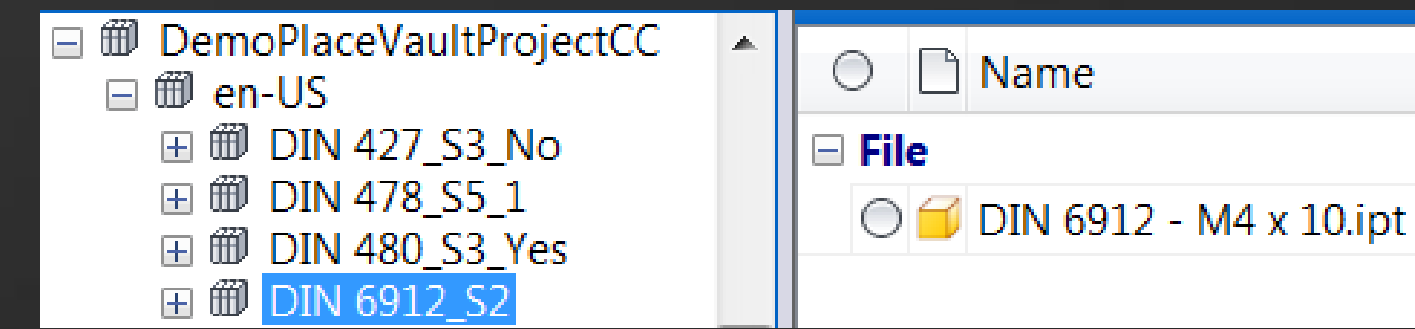 DemoPlaceVaultProjectCC
en-US
DIN 427_S3_No
DIN 478_S5_1
DIN 480_S3_Yes
DIN 6912_S2
Name
File
DIN 6912 - M4 x 10.ipt